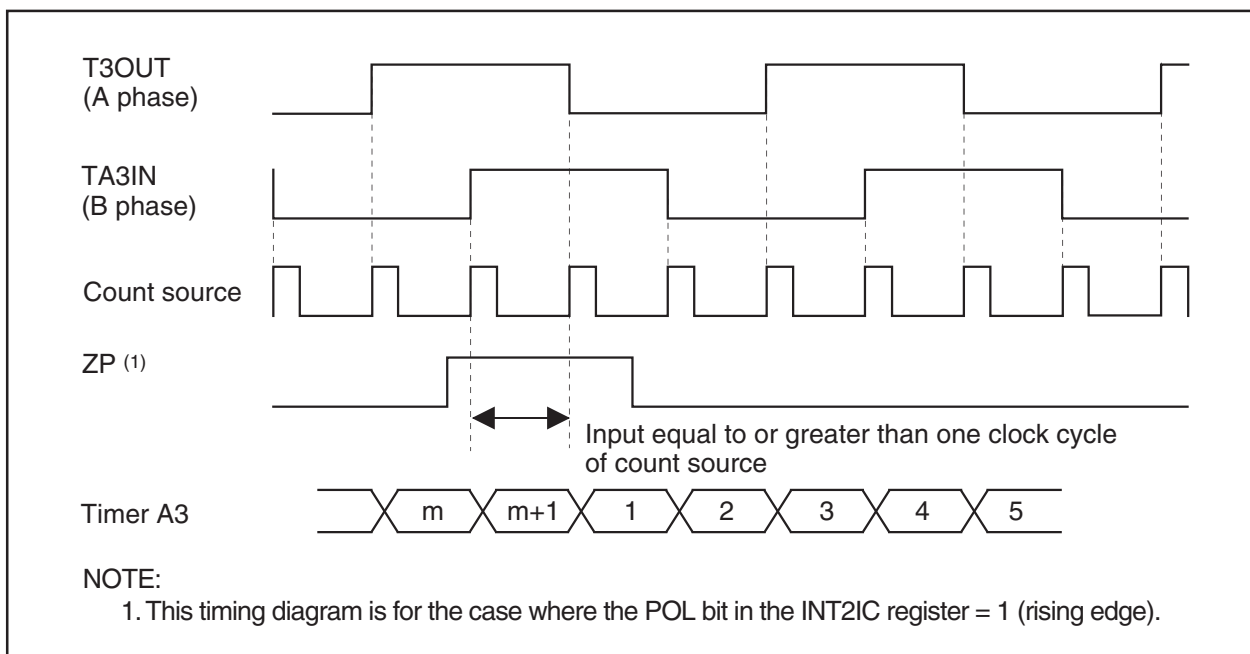 T3OUT
(A phase)
TA3IN
(B phase)
Count source
ZP (1)
Input equal to or greater than one clock cycle
of count source
Timer A3 m m+1 1 2 3 4 5
NOTE:
1. This timing diagram is for the case where the POL bit in the INT2IC register = 1 (rising edge).